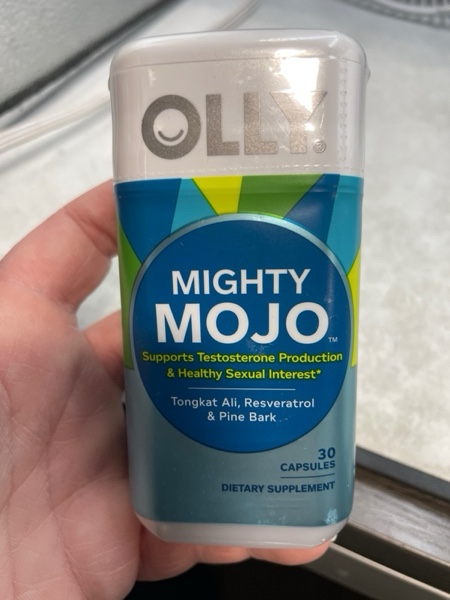 OLLY®
MIGHTY
MOJO™
Supports Testosterone Production
& Healthy Sexual Interest*
Tongkat Ali, Resveratrol
& Pine Bark
30
CAPSULES
DIETARY SUPPLEMENT